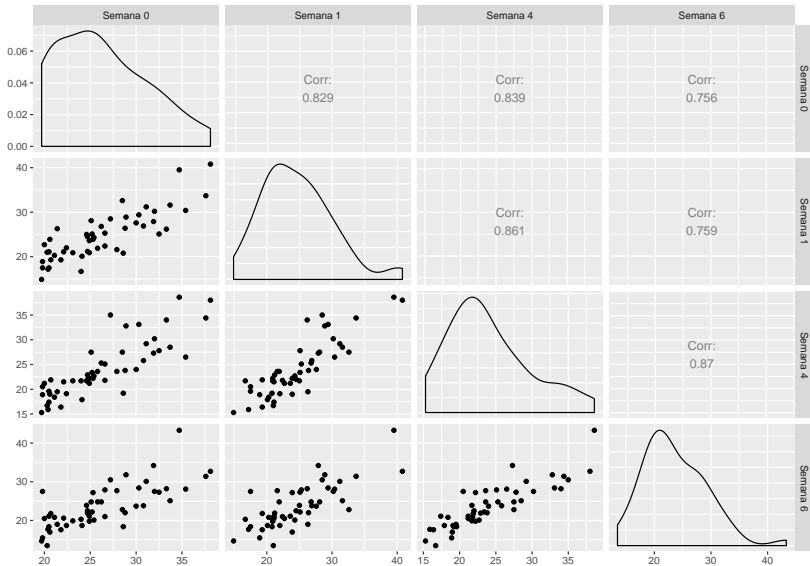 Semana 0 Semana 1 Semana 4 Semana 6
0.06
0.04
0.02
0.00
Corr:
0.829
Corr:
0.839
Corr:
0.756
Semana 0
40
30
20
Corr:
0.861
Corr:
0.759
Semana 1
35
30
25
20
15
Corr:
0.87
Semana 4
40
30
20
Semana 6
20 25 30 35 20 30 40 15 20 25 30 35 20 30 40